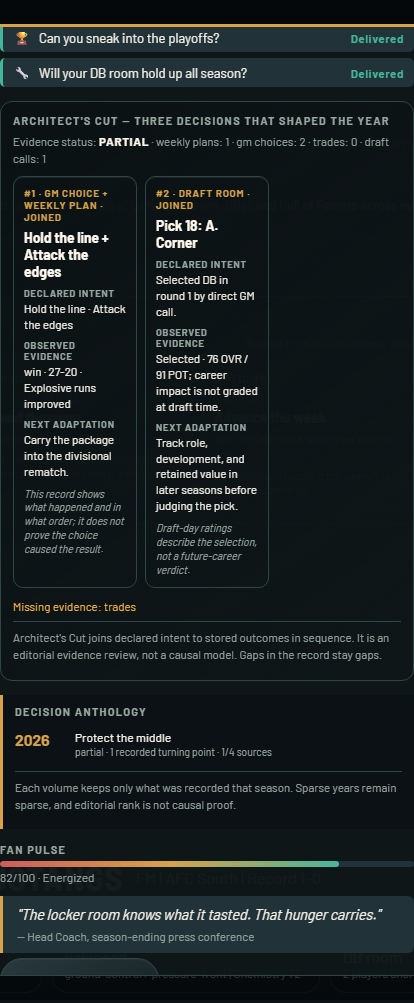 🏆 Can you sneak into the playoffs? Delivered
🔧 Will your DB room hold up all season? Delivered
ARCHITECT'S CUT — THREE DECISIONS THAT SHAPED THE YEAR
Evidence status: PARTIAL · weekly plans: 1 · gm choices: 2 · trades: 0 · draft
calls: 1
#1 · GM CHOICE +
WEEKLY PLAN ·
JOINED
Hold the line +
Attack the
edges
DECLARED INTENT
Hold the line · Attack
the edges
OBSERVED
EVIDENCE
win · 27-20 ·
Explosive runs
improved
NEXT ADAPTATION
Carry the package
into the divisional
rematch.
This record shows
what happened and in
what order; it does not
prove the choice
caused the result.
#2 · DRAFT ROOM ·
JOINED
Pick 18: A.
Corner
DECLARED INTENT
Selected DB in
round 1 by direct GM
call.
OBSERVED
EVIDENCE
Selected · 76 OVR /
91 POT; career
impact is not graded
at draft time.
NEXT ADAPTATION
Track role,
development, and
retained value in
later seasons before
judging the pick.
Draft-day ratings
describe the selection,
not a future-career
verdict.
Missing evidence: trades
Architect's Cut joins declared intent to stored outcomes in sequence. It is an
editorial evidence review, not a causal model. Gaps in the record stay gaps.
DECISION ANTHOLOGY
2026 Protect the middle
partial · 1 recorded turning point · 1/4 sources
Each volume keeps only what was recorded that season. Sparse years remain
sparse, and editorial rank is not causal proof.
FAN PULSE
82/100 · Energized
"The locker room knows what it tasted. That hunger carries."
— Head Coach, season-ending press conference